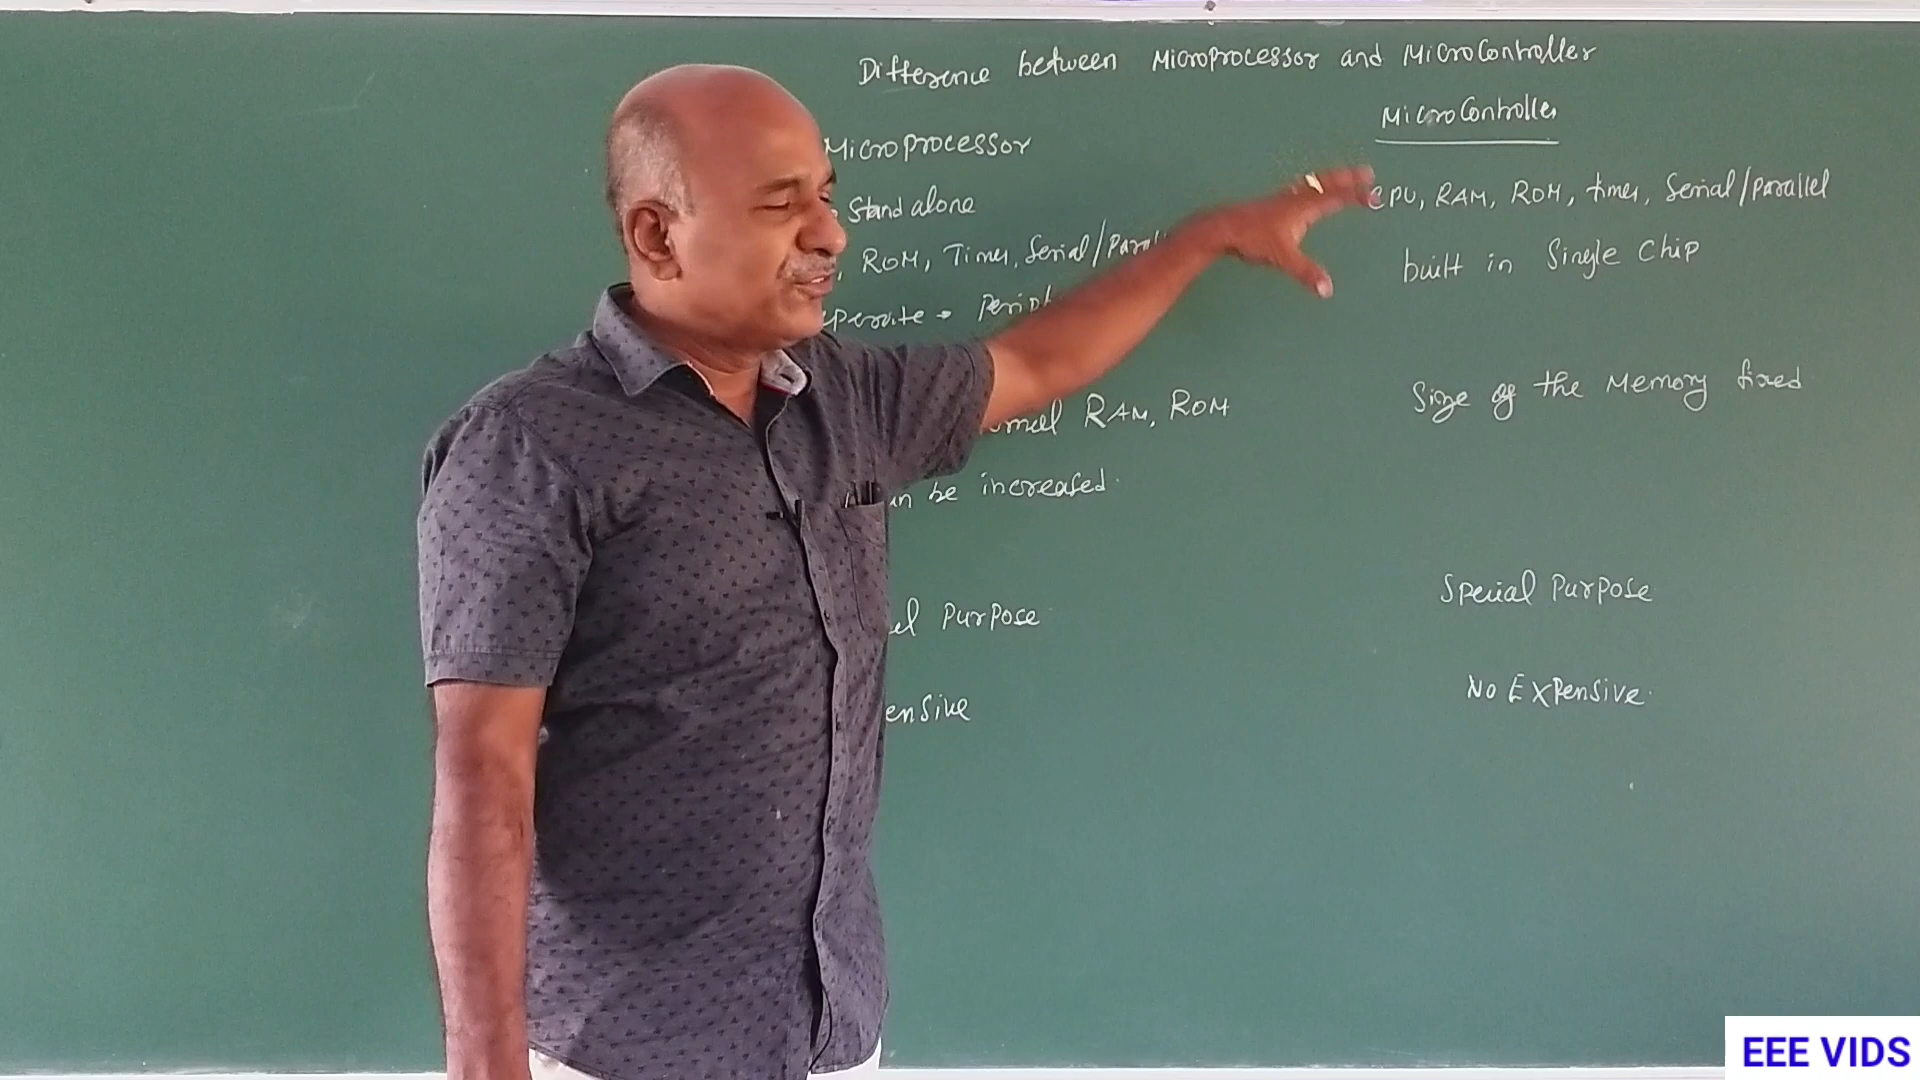 Difference between Microprocessor and MicroController
Microprocessor
Stand alone
ROM, Timer, Serial/
RAM, ROM
be increased.
Purpose
MicroController
CPU, RAM, ROM, timer, Serial/parallel
built in Single Chip
Size of the Memory fixed
Special Purpose
No Expensive.
EEE VIDS